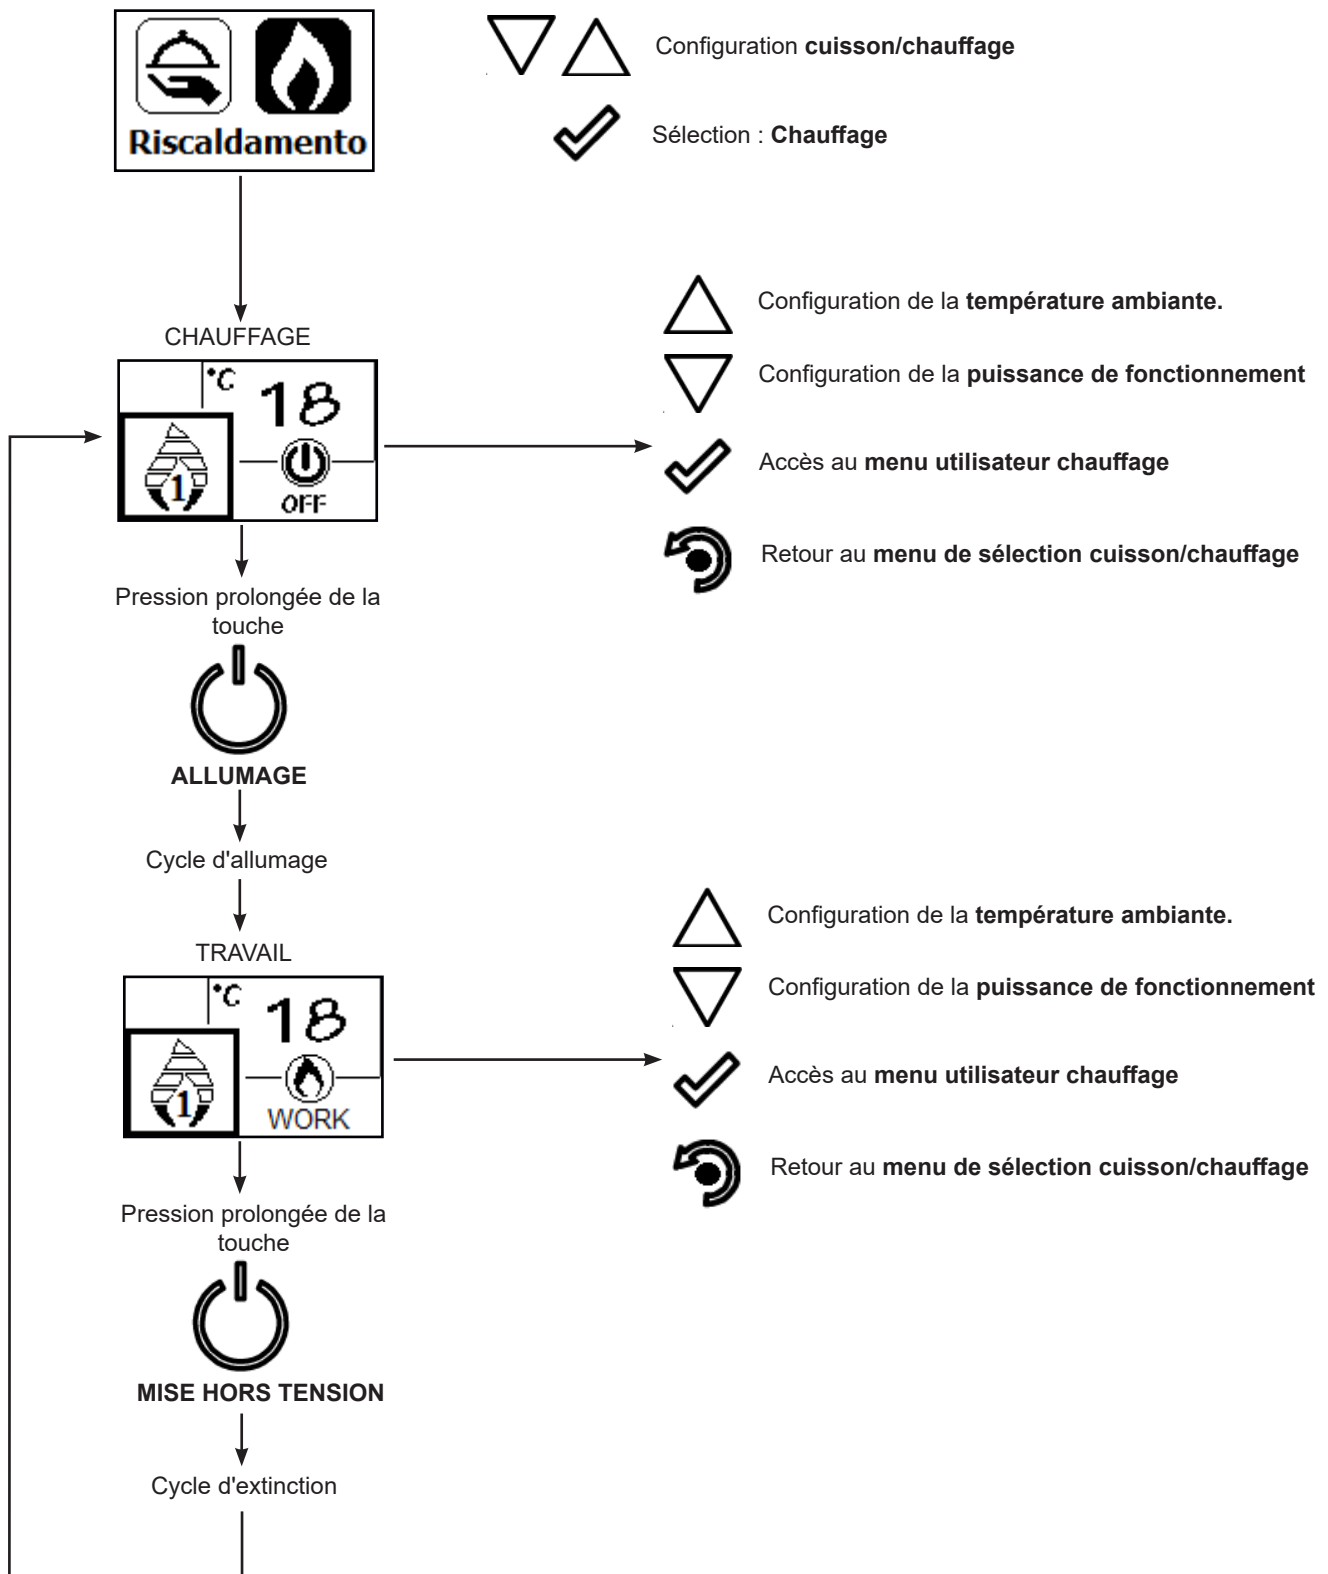 Riscaldamento
Configuration cuisson/chauffage
Sélection : Chauffage
CHAUFFAGE
°C
18
1
OFF
Configuration de la température ambiante.
Configuration de la puissance de fonctionnement
Accès au menu utilisateur chauffage
Retour au menu de sélection cuisson/chauffage
Pression prolongée de la
touche
ALLUMAGE
Cycle d'allumage
TRAVAIL
°C
18
1
WORK
Configuration de la température ambiante.
Configuration de la puissance de fonctionnement
Accès au menu utilisateur chauffage
Retour au menu de sélection cuisson/chauffage
Pression prolongée de la
touche
MISE HORS TENSION
Cycle d'extinction